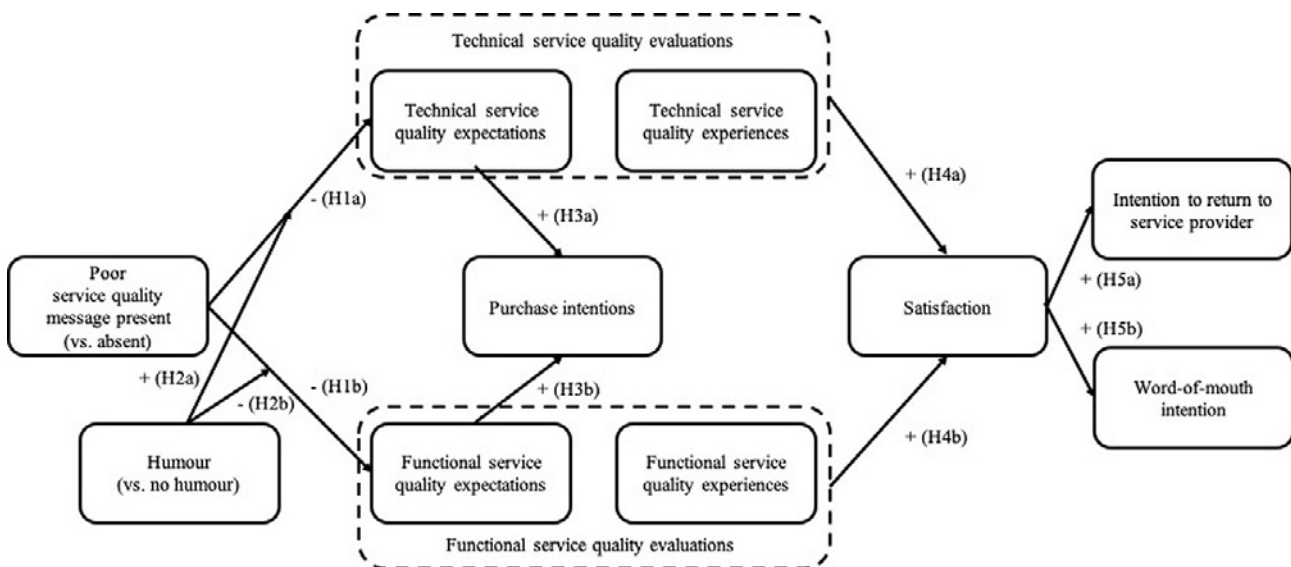 Technical service quality evaluations
Technical service
quality expectations
Technical service
quality experiences
- (H1a)
+ (H3a)
+ (H4a)
Intention to return to
service provider
Poor
service quality
message present
(vs. absent)
Purchase intentions
Satisfaction
+ (H5a)
+ (H5b)
+ (H2a)
- (H2b)
- (H1b)
+ (H3b)
Word-of-mouth
intention
Humour
(vs. no humour)
Functional service
quality expectations
Functional service
quality experiences
+ (H4b)
Functional service quality evaluations